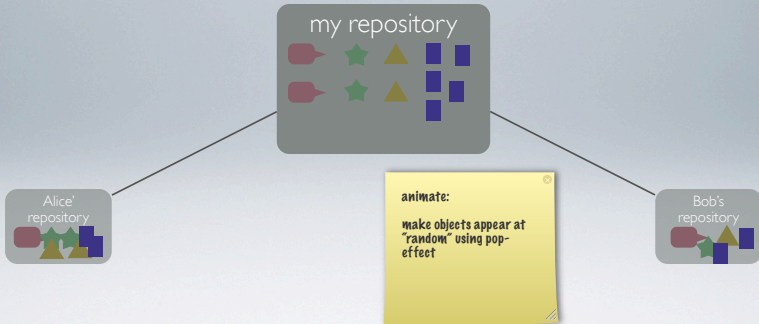 my repository
Alice'
repository
Bob's
repository
animate:
make objects appear at
"random" using pop-
effect